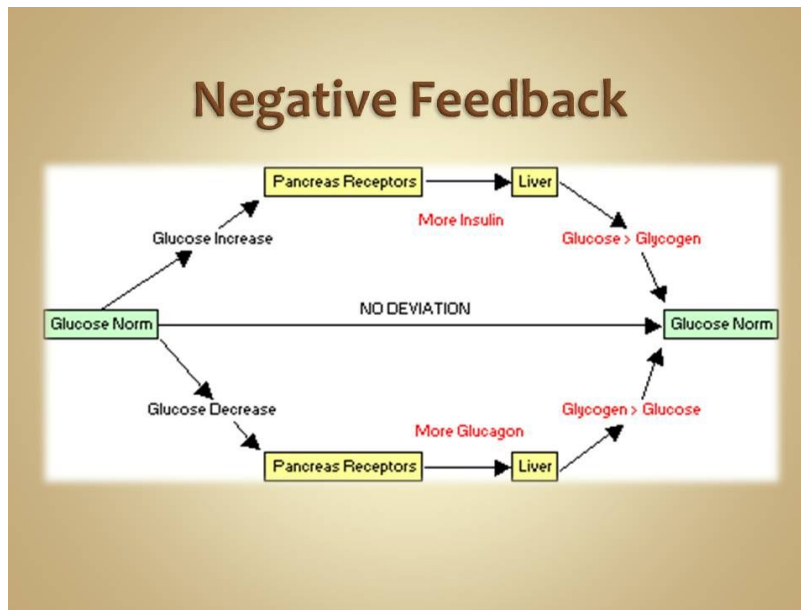 Negative Feedback
Pancreas Receptors
Liver
More Insulin
Glucose Increase
Glucose > Glycogen
NO DEVIATION
Glucose Norm
Glucose Norm
Glucose Decrease
Glycogen > Glucose
More Glucagon
Pancreas Receptors
Liver